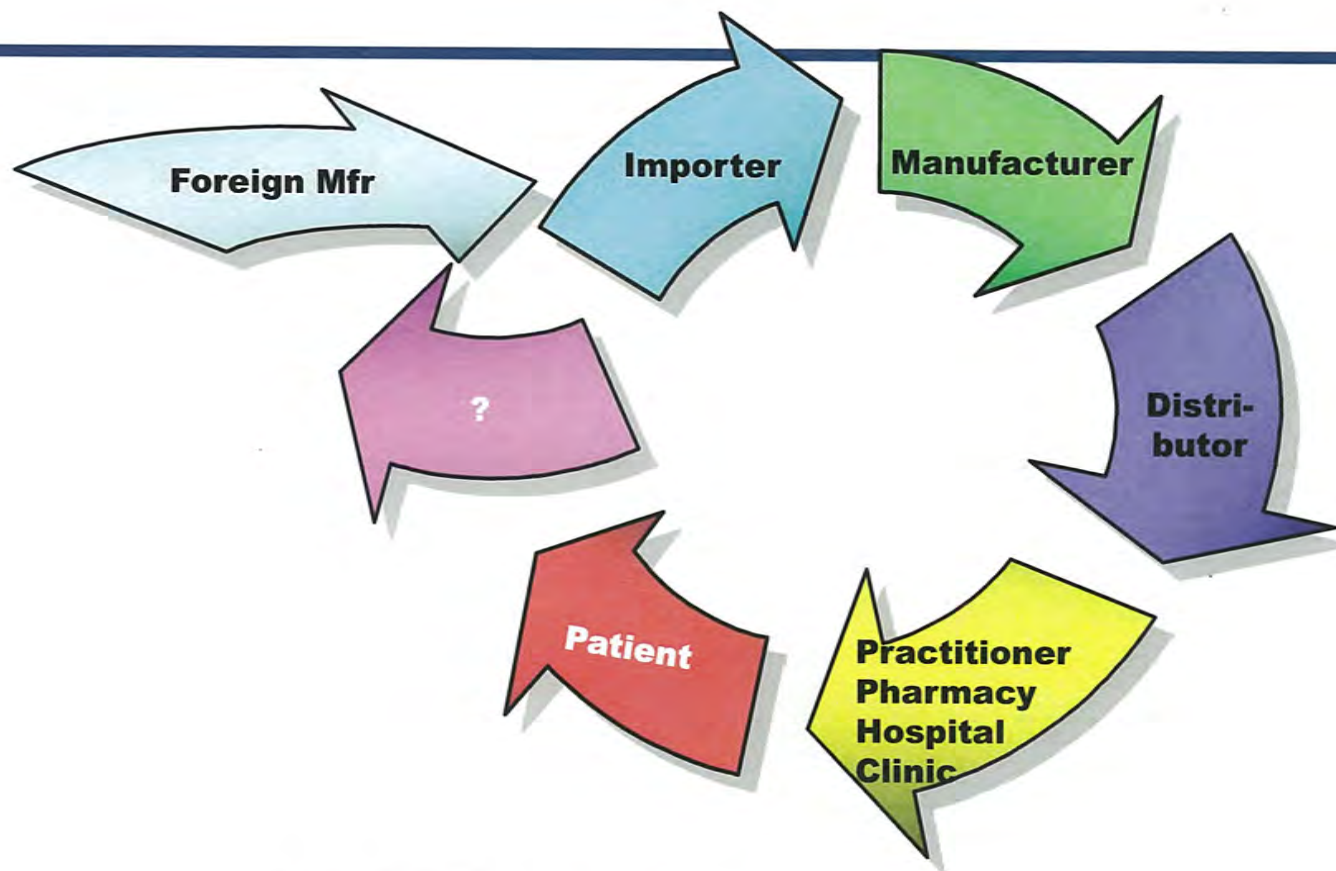 Foreign Mfr
Importer
Manufacturer
Distri-
butor
Practitioner
Pharmacy
Hospital
Clinic
Patient
?